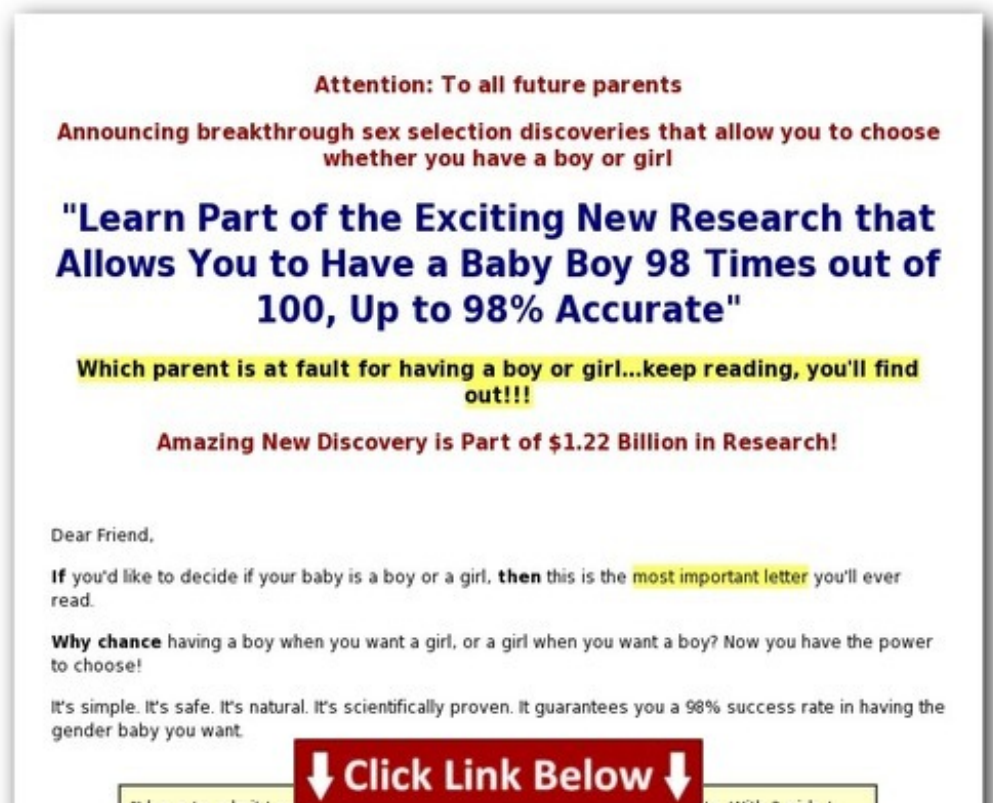 Attention: To all future parents
Announcing breakthrough sex selection discoveries that allow you to choose
whether you have a boy or girl
"Learn Part of the Exciting New Research that
Allows You to Have a Baby Boy 98 Times out of
100, Up to 98% Accurate"
Which parent is at fault for having a boy or girl...keep reading, you'll find
out!!!
Amazing New Discovery is Part of $1.22 Billion in Research!
Dear Friend,
If you'd like to decide if your baby is a boy or a girl, then this is the most important letter you'll ever
read.
Why chance having a boy when you want a girl, or a girl when you want a boy? Now you have the power
to choose!
It's simple. It's safe. It's natural. It's scientifically proven. It guarantees you a 98% success rate in having the
gender baby you want.
Click Link Below